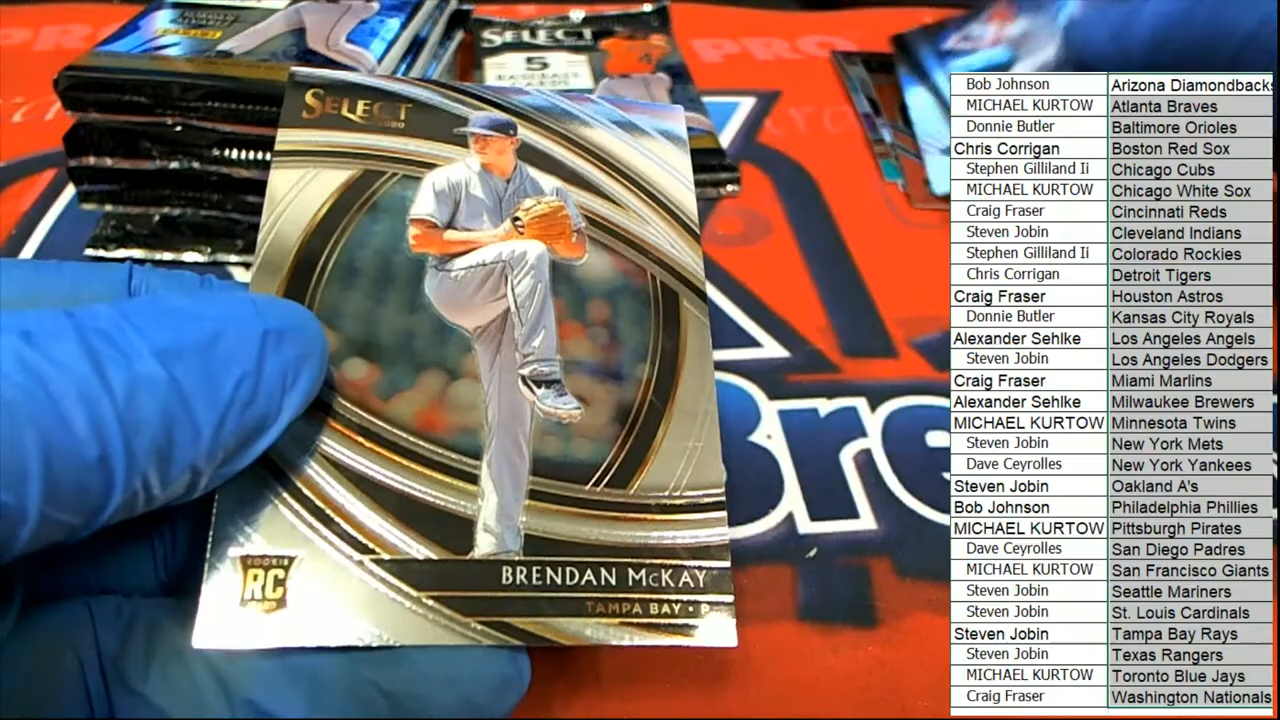 SELECT
5
BASEBALL CARDS
PRO
SELECT
2020
ROOKIE
RC
BRENDAN McKAY
TAMPA BAY • P
Bre
Bob Johnson Arizona Diamondbacks
MICHAEL KURTOW Atlanta Braves
Donnie Butler Baltimore Orioles
Chris Corrigan Boston Red Sox
Stephen Gilliland Ii Chicago Cubs
MICHAEL KURTOW Chicago White Sox
Craig Fraser Cincinnati Reds
Steven Jobin Cleveland Indians
Stephen Gilliland Ii Colorado Rockies
Chris Corrigan Detroit Tigers
Craig Fraser Houston Astros
Donnie Butler Kansas City Royals
Alexander Sehlke Los Angeles Angels
Steven Jobin Los Angeles Dodgers
Craig Fraser Miami Marlins
Alexander Sehlke Milwaukee Brewers
MICHAEL KURTOW Minnesota Twins
Steven Jobin New York Mets
Dave Ceyrolles New York Yankees
Steven Jobin Oakland A's
Bob Johnson Philadelphia Phillies
MICHAEL KURTOW Pittsburgh Pirates
Dave Ceyrolles San Diego Padres
MICHAEL KURTOW San Francisco Giants
Steven Jobin Seattle Mariners
Steven Jobin St. Louis Cardinals
Steven Jobin Tampa Bay Rays
Steven Jobin Texas Rangers
MICHAEL KURTOW Toronto Blue Jays
Craig Fraser Washington Nationals